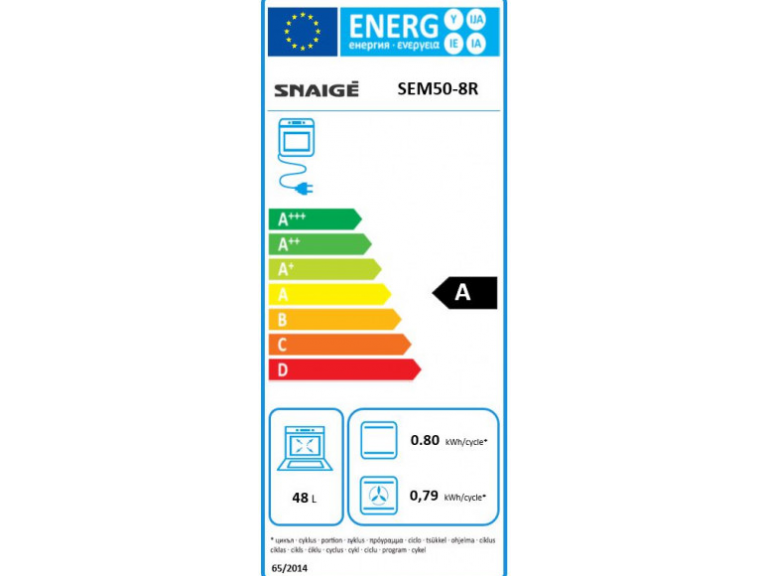 ENERG Y IJA
енергия · ενεργεια IE IA
SNAIGĖ SEM50-8R
A+++
A++
A+
A
A
B
C
D
0.80 kWh/cycle*
48 L
0,79 kWh/cycle*
* цикъл · cyklus · portion · zyklus · πρόγραμμα · ciclo · tsükkel · ohjelma · ciklus
ciklas · cikls · ċiklu · cyclus · cykl · ciclu · program · cykel
65/2014